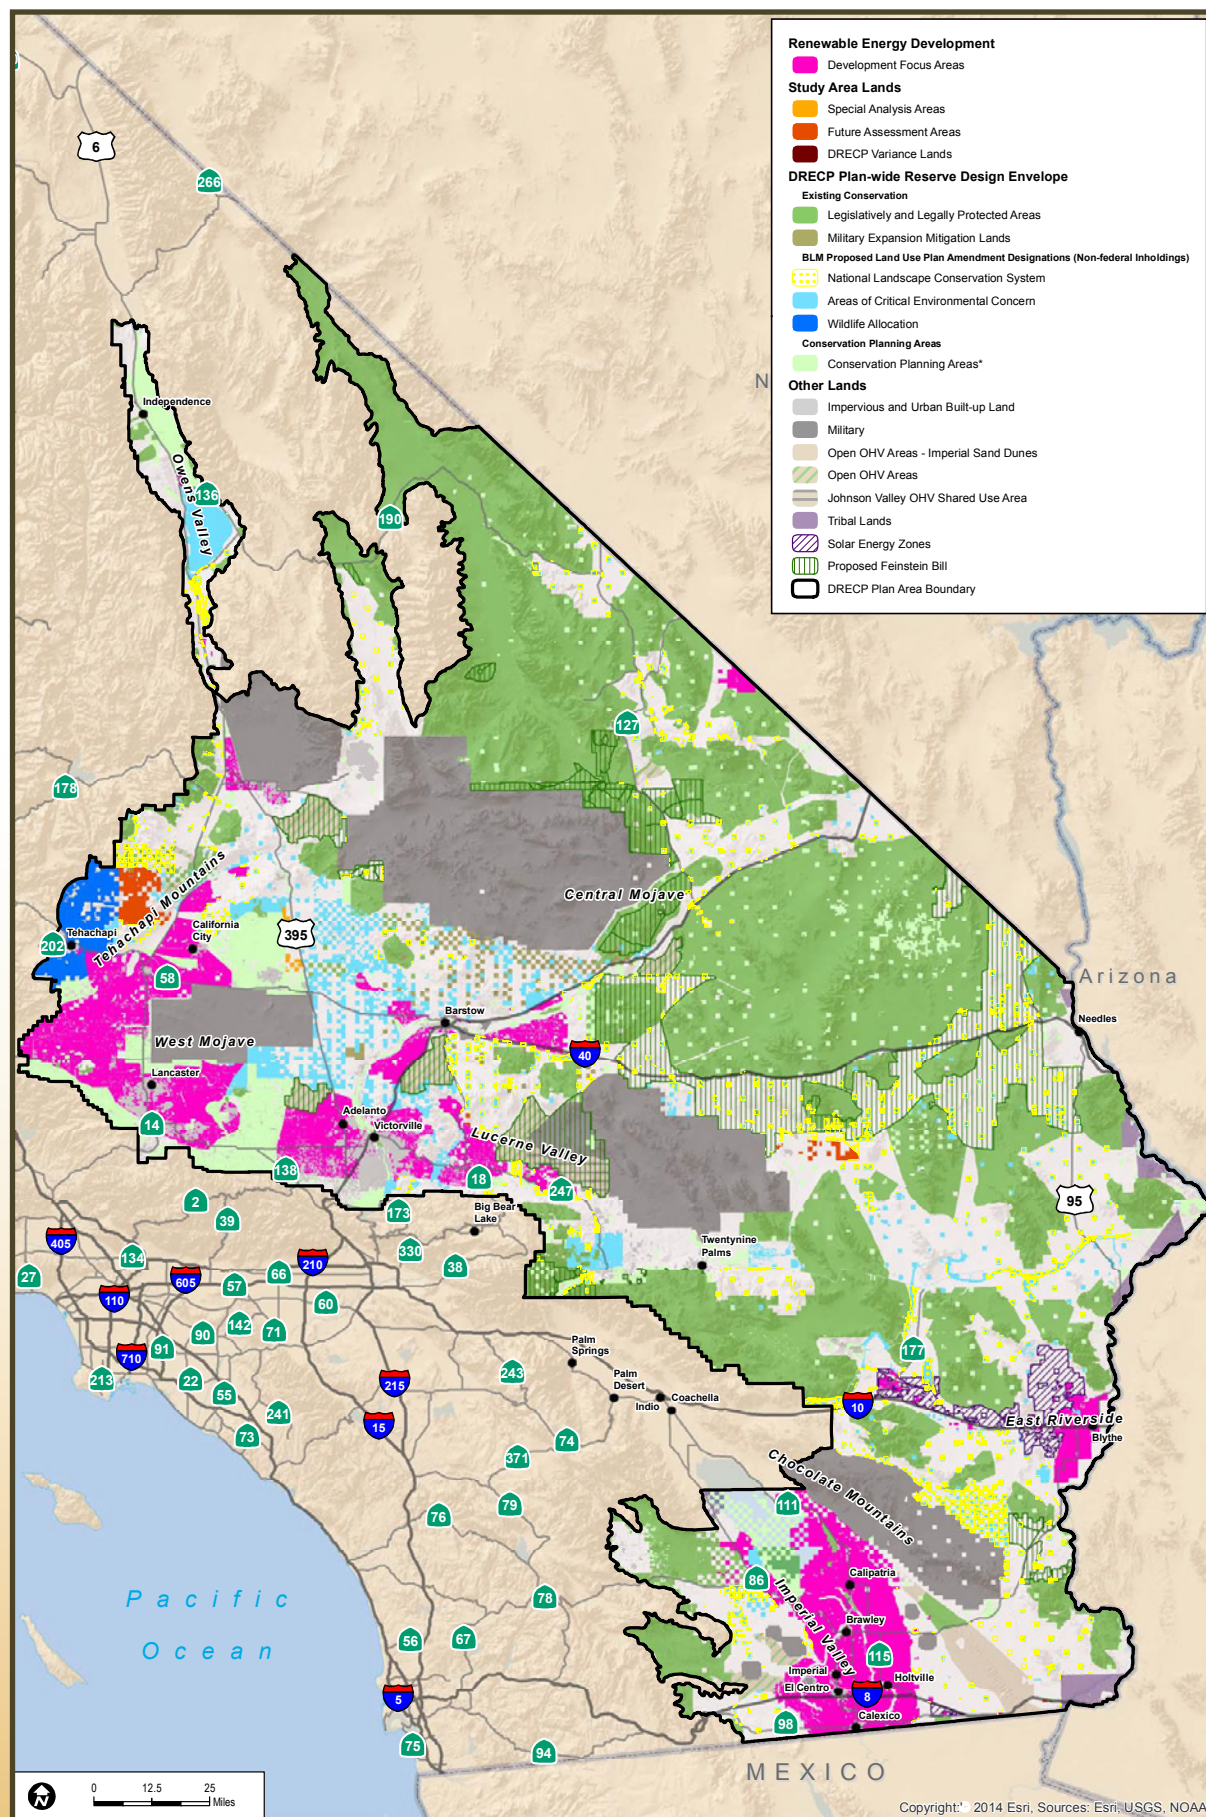 Renewable Energy Development
Development Focus Areas
Study Area Lands
Special Analysis Areas
Future Assessment Areas
DRECP Variance Lands
DRECP Plan-wide Reserve Design Envelope
Existing Conservation
Legislatively and Legally Protected Areas
Military Expansion Mitigation Lands
BLM Proposed Land Use Plan Amendment Designations (Non-federal Inholdings)
National Landscape Conservation System
Areas of Critical Environmental Concern
Wildlife Allocation
Conservation Planning Areas
Conservation Planning Areas*
Other Lands
Impervious and Urban Built-up Land
Military
Open OHV Areas - Imperial Sand Dunes
Open OHV Areas
Johnson Valley OHV Shared Use Area
Tribal Lands
Solar Energy Zones
Proposed Feinstein Bill
DRECP Plan Area Boundary
6
266
N
Independence
Owens Valley
136
190
127
178
Tehachapi Mountains
Central Mojave
California
City
395
Tehachapi
202
58
Arizona
Barstow
Needles
West Mojave
40
Lancaster
14
Adelanto
Victorville
Lucerne Valley
138
18
247
2
39
173
Big Bear
Lake
95
405
134
330
38
Twentynine
Palms
27
605
57
66
210
110
60
142
71
90
91
710
213
22
55
241
73
Palm
Springs
243
177
215
Palm
Desert
Coachella
Indio
10
15
East Riverside
Blythe
74
371
Chocolate Mountains
79
111
76
86
Calipatria
78
Imperial Valley
Brawley
Pacific
Ocean
56
67
115
Imperial
El Centro
Holtville
8
5
98
Calexico
75
94
MEXICO
N
0 12.5 25
Miles
Copyright:© 2014 Esri, Sources: Esri, USGS, NOAA